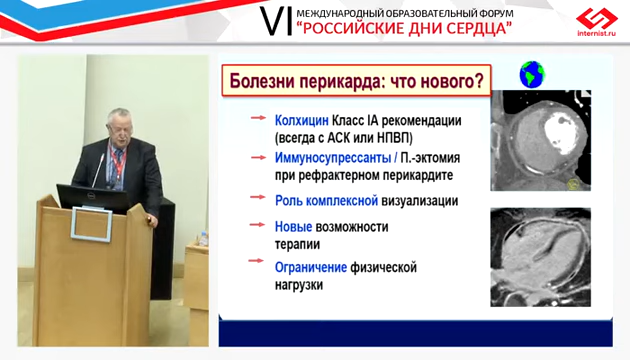 VI МЕЖДУНАРОДНЫЙ ОБРАЗОВАТЕЛЬНЫЙ ФОРУМ
"РОССИЙСКИЕ ДНИ СЕРДЦА"
internist.ru
Болезни перикарда: что нового?
Колхицин Класс IA рекомендации
(всегда с АСК или НПВП)
Иммуносупрессанты / П.-эктомия
при рефрактерном перикардите
Роль комплексной визуализации
Новые возможности
терапии
Ограничение физической
нагрузки